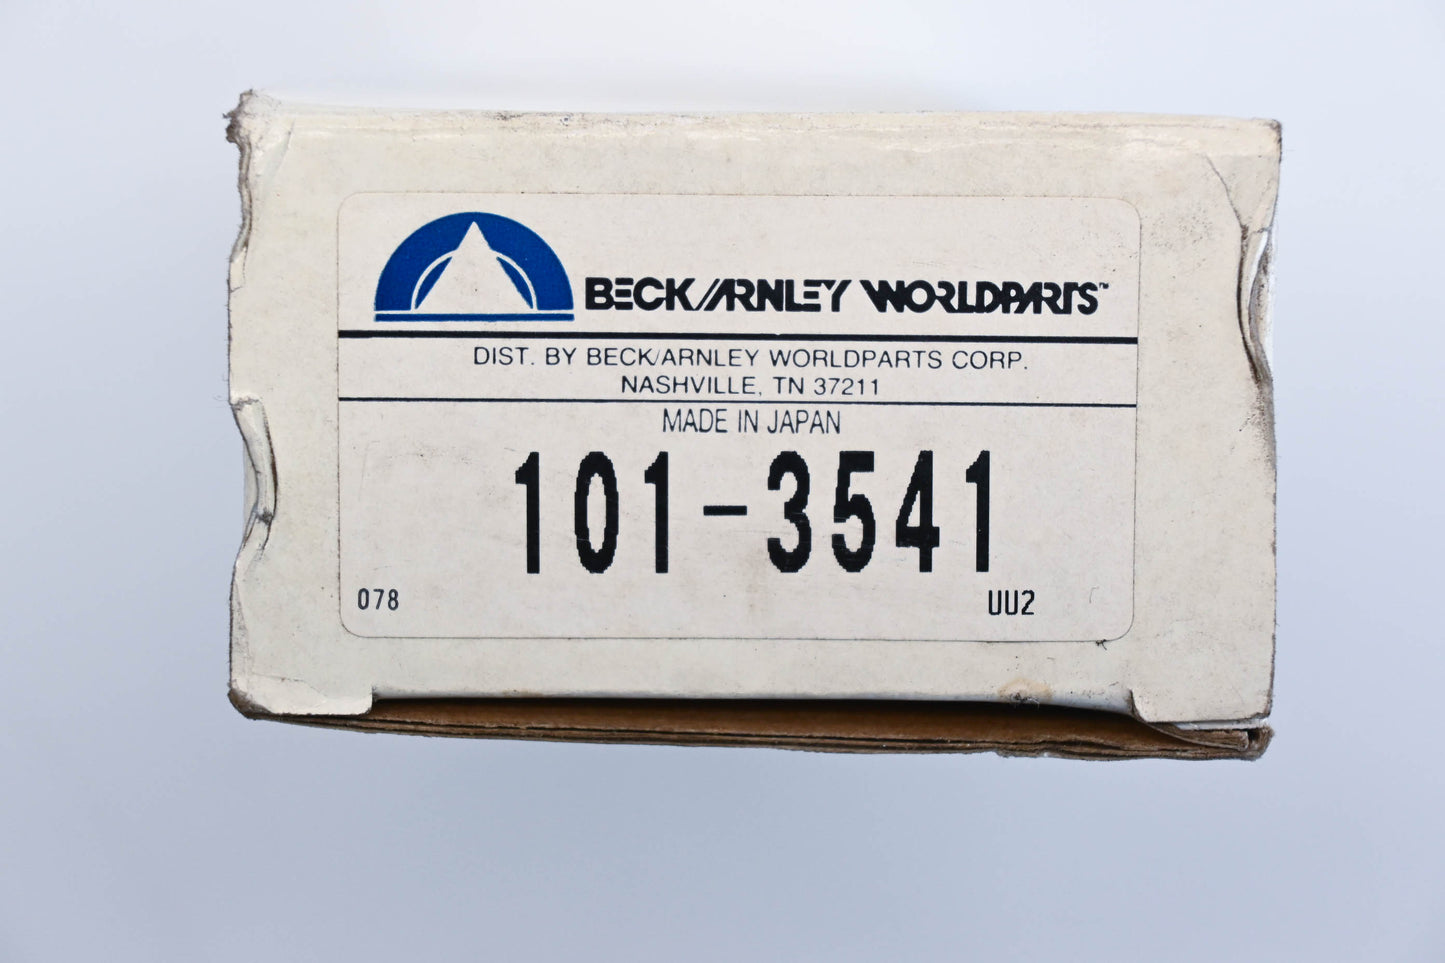 BECK/ARNLEY WORLDPARTS™
DIST. BY BECK/ARNLEY WORLDPARTS CORP.
NASHVILLE, TN 37211
MADE IN JAPAN
101-3541
078 UU2